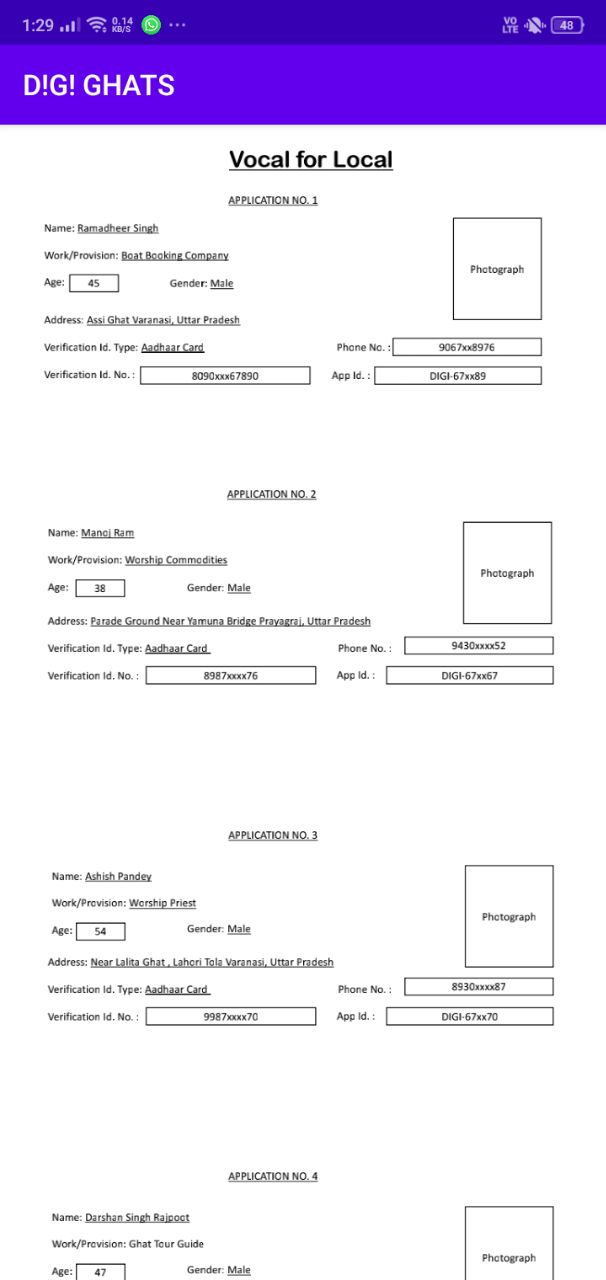 1:29 0.14 KB/S ... VO LTE 48
D!G! GHATS
Vocal for Local
APPLICATION NO. 1
Name: Ramadheer Singh
Work/Provision: Boat Booking Company
Photograph
Age: 45 Gender: Male
Address: Assi Ghat Varanasi, Uttar Pradesh
Verification Id. Type: Aadhaar Card Phone No. : 9067xx8976
Verification Id. No. : 8090xxx67890 App Id. : DIGI-67xx89
APPLICATION NO. 2
Name: Manoj Ram
Work/Provision: Worship Commodities
Photograph
Age: 38 Gender: Male
Address: Parade Ground Near Yamuna Bridge Prayagraj, Uttar Pradesh
Verification Id. Type: Aadhaar Card Phone No. : 9430xxxx52
Verification Id. No. : 8987xxxx76 App Id. : DIGI-67xx67
APPLICATION NO. 3
Name: Ashish Pandey
Work/Provision: Worship Priest
Photograph
Age: 54 Gender: Male
Address: Near Lalita Ghat , Lahori Tola Varanasi, Uttar Pradesh
Verification Id. Type: Aadhaar Card Phone No. : 8930xxxx87
Verification Id. No. : 9987xxxx70 App Id. : DIGI-67xx70
APPLICATION NO. 4
Name: Darshan Singh Rajpoot
Work/Provision: Ghat Tour Guide
Photograph
Age: 47 Gender: Male